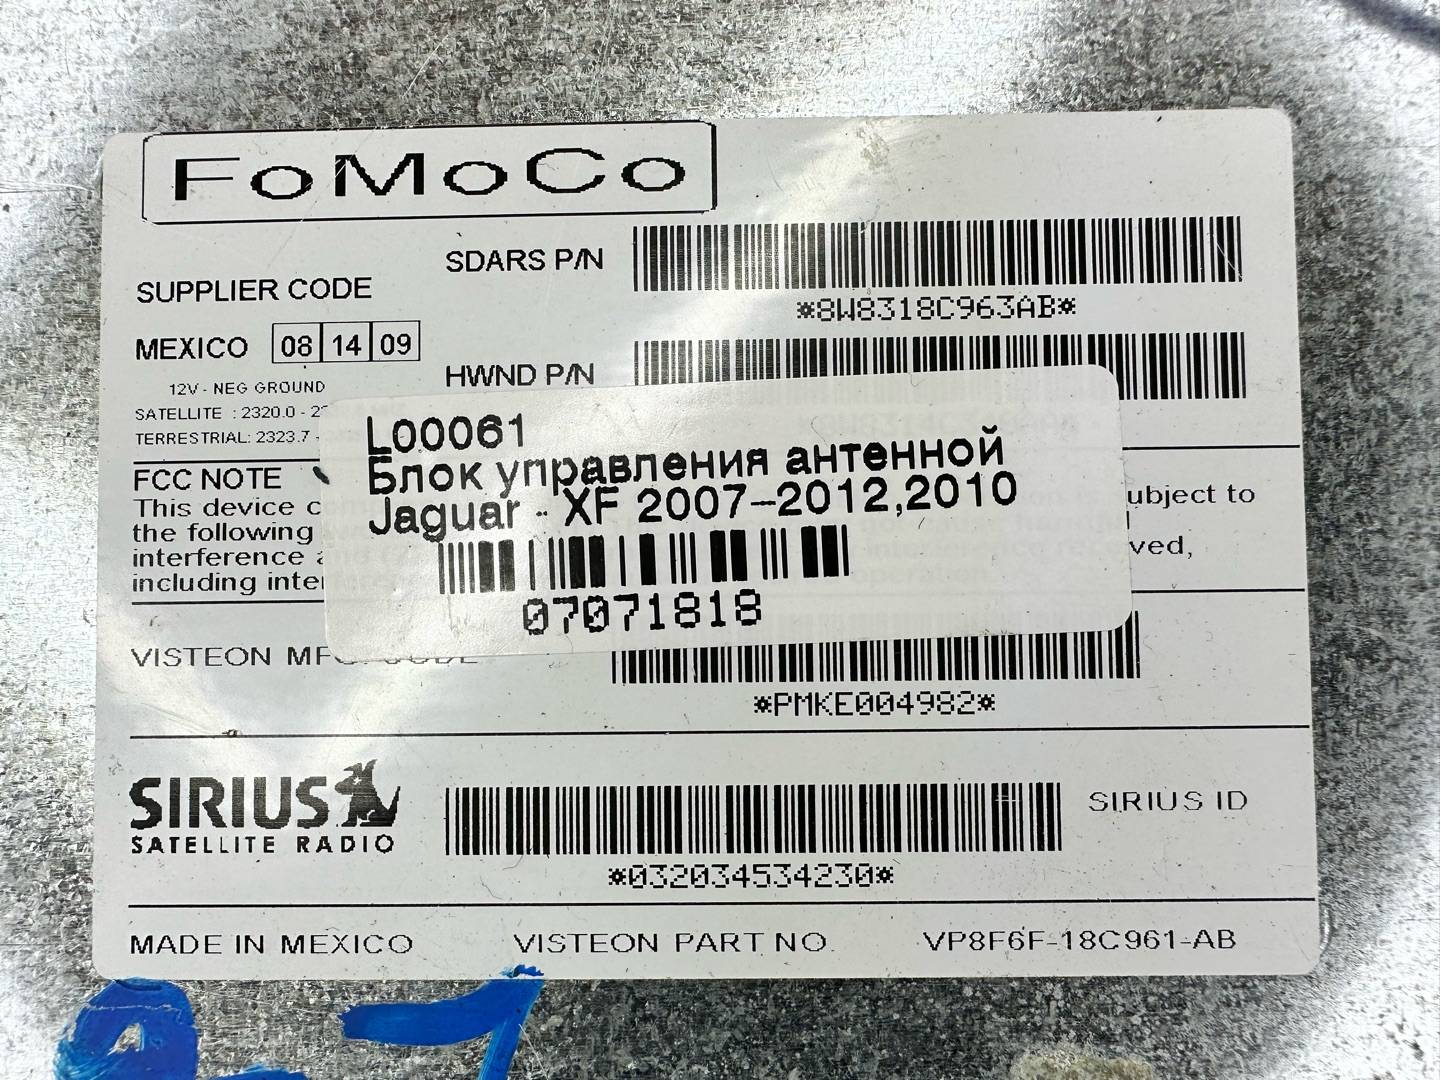 FoMoCo
SDARS P/N
*8W8318C963AB*
SUPPLIER CODE
MEXICO 08 14 09
HWND P/N
12V - NEG GROUND
SATELLITE : 2320.0 -
TERRESTRIAL: 2323.7 -
FCC NOTE
This device
the following
interference
including
subject to
L00061
Блок управления антенной
Jaguar - XF 2007-2012,2010
07071818
VISTEON MFG CODE
*PMKE004982*
SIRIUS
SATELLITE RADIO
SIRIUS ID
*032034534230*
MADE IN MEXICO VISTEON PART NO. VP8F6F-18C961-AB